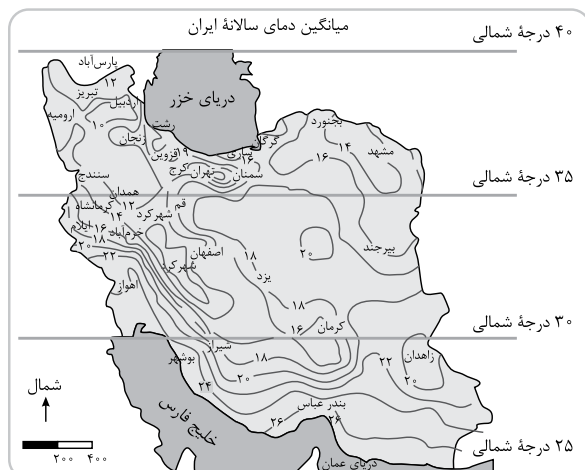 میانگین دمای سالانهٔ ایران
۴۰ درجهٔ شمالی
پارس‌آباد
۱۲
تبریز
اردبیل
ارومیه
۱۰
دریای خزر
رشت
زنجان
قزوین
۱۹
ساری
گرگان
۱۶
بجنورد
۱۴
۱۶
مشهد
کرج
تهران
سمنان
سنندج
۳۵ درجهٔ شمالی
همدان
کرمانشاه
۱۲
۱۴
شهرکرد
قم
ایلام
۱۶
خرم‌آباد
۱۸
۲۰
۲۲
اصفهان
شهرکرد
۱۸
یزد
۲۰
بیرجند
اهواز
۱۸
۱۶
کرمان
۳۰ درجهٔ شمالی
شیراز
بوشهر
۱۸
۲۰
۲۴
۲۲
زاهدان
۲۰
بندر عباس
۲۶
۲۶
خلیج فارس
دریای عمان
۲۵ درجهٔ شمالی
شمال
۲۰۰ ۴۰۰